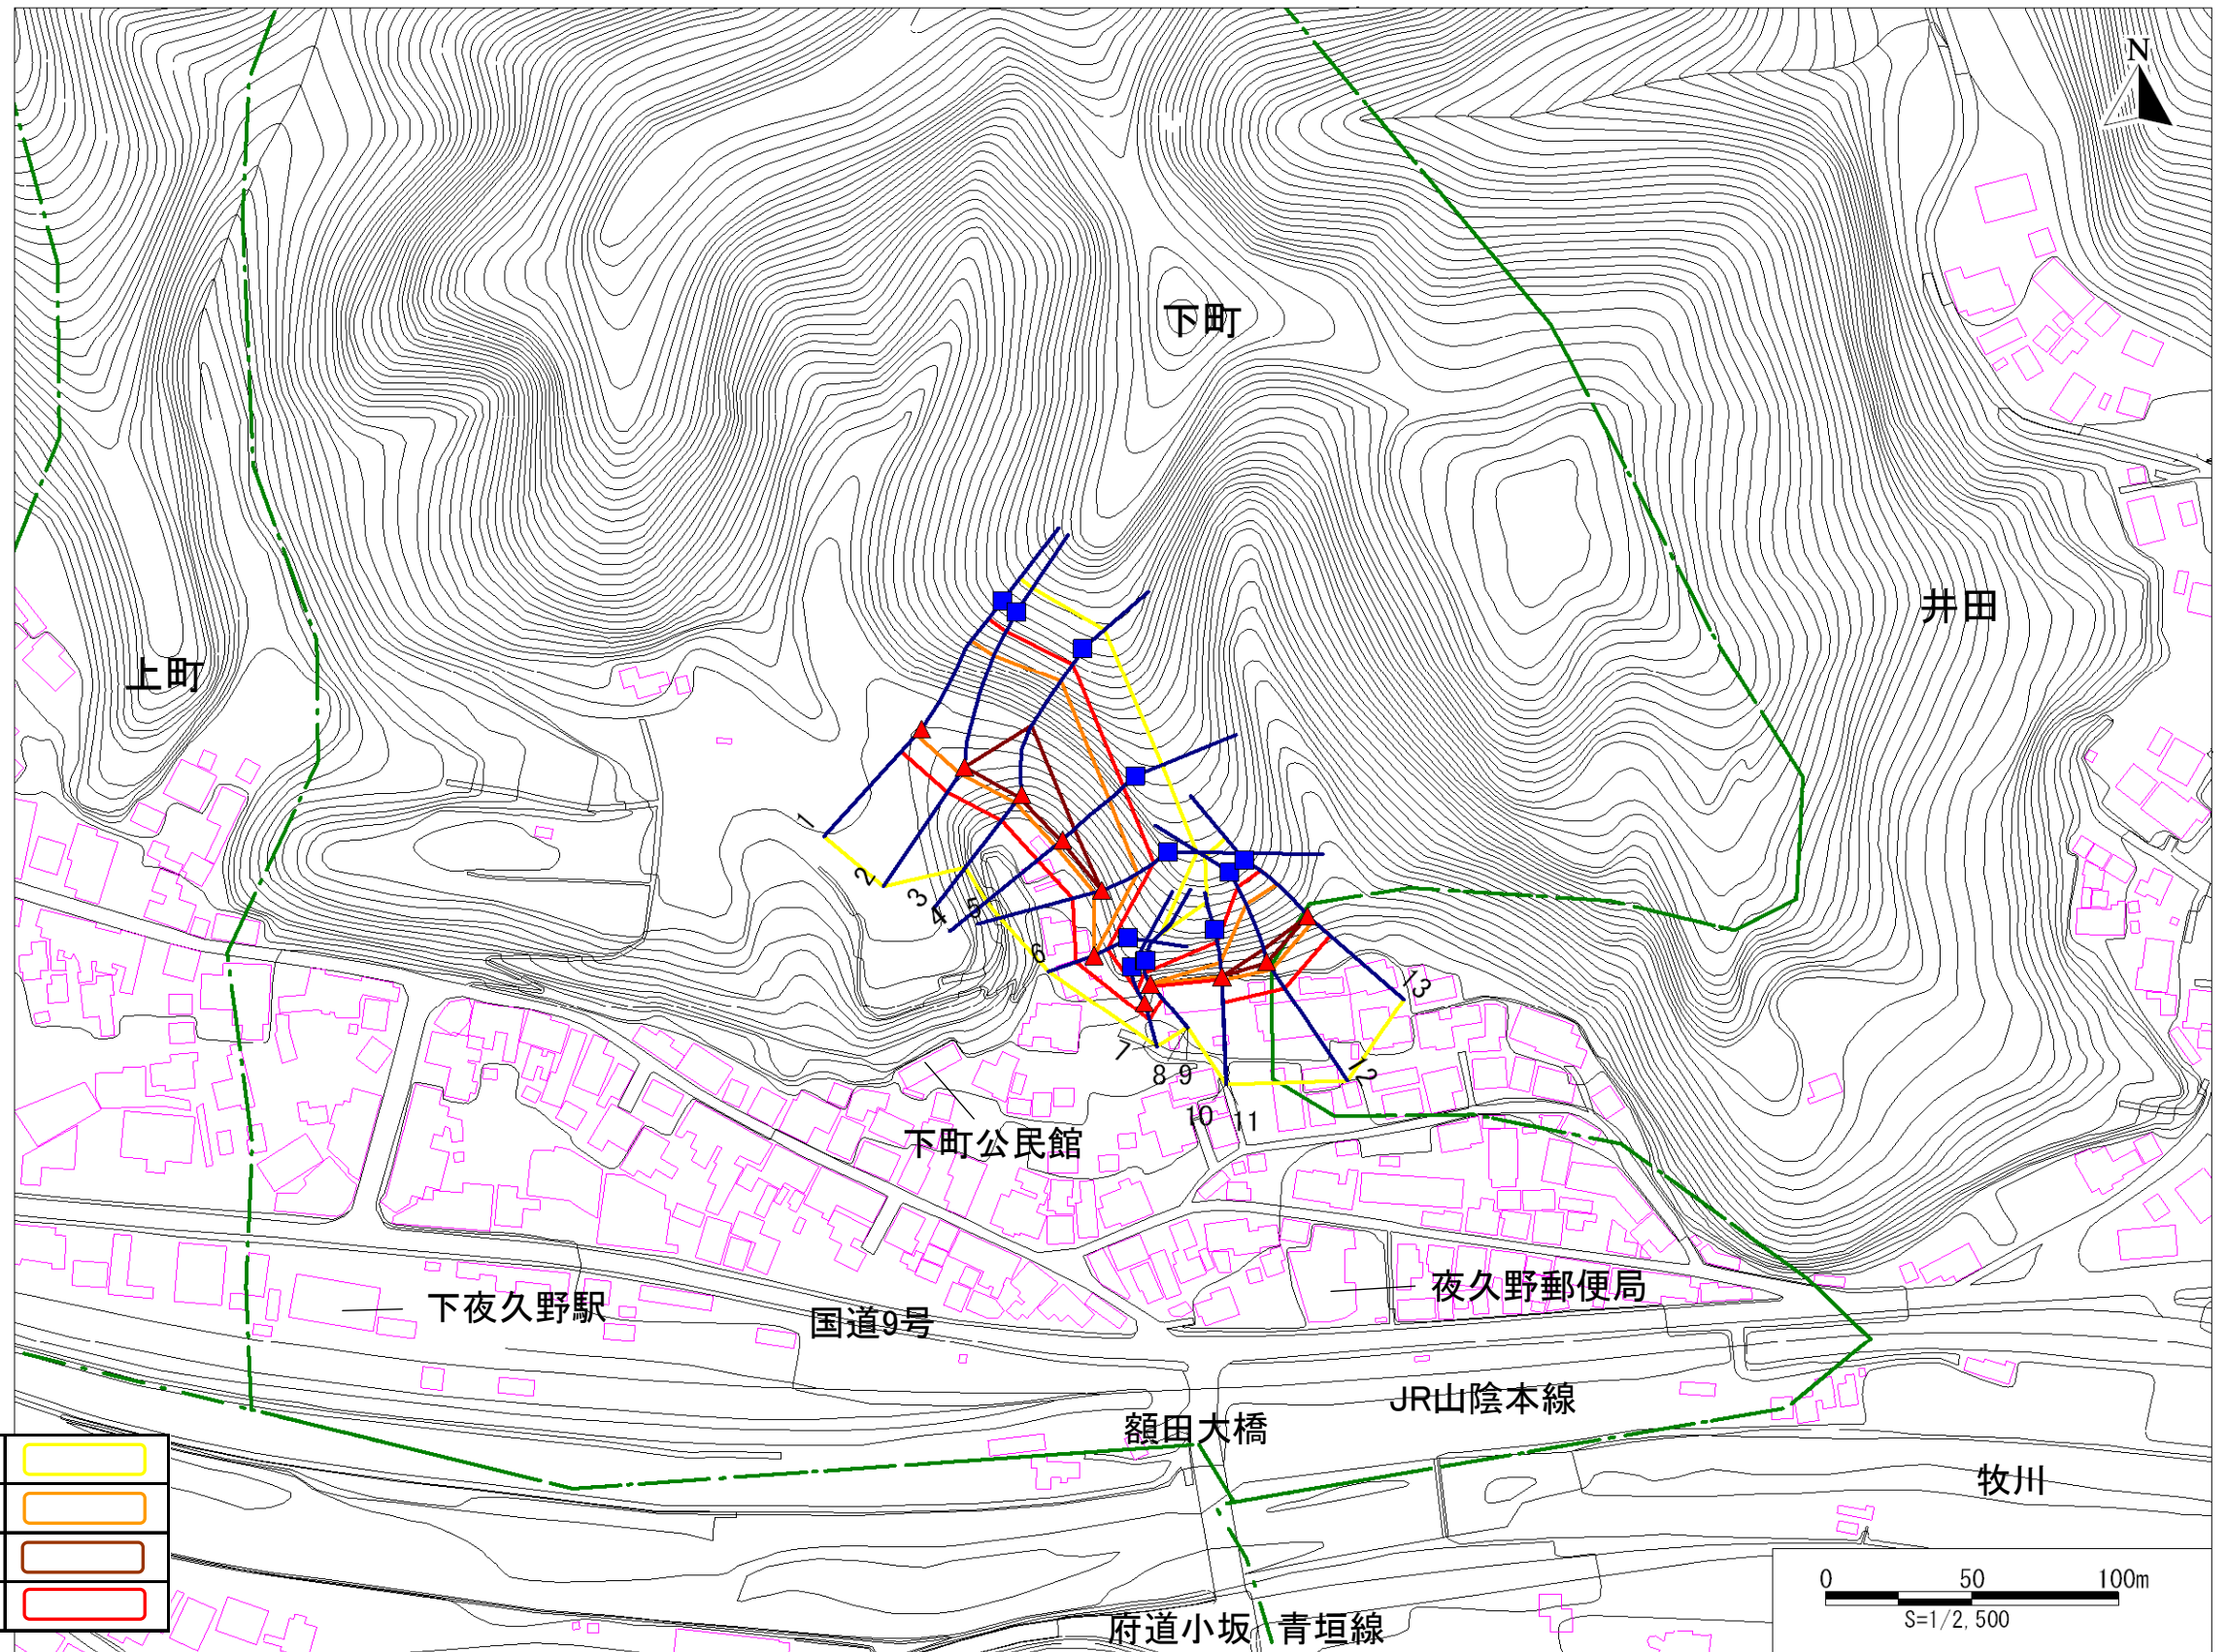 N
下町
井田
上町
1
2
3
4
5
6
7
8 9
10 11
12
13
下町公民館
夜久野郵便局
下夜久野駅
国道9号
JR山陰本線
額田大橋
牧川
府道小坂 青垣線
0 50 100m
S=1/2,500